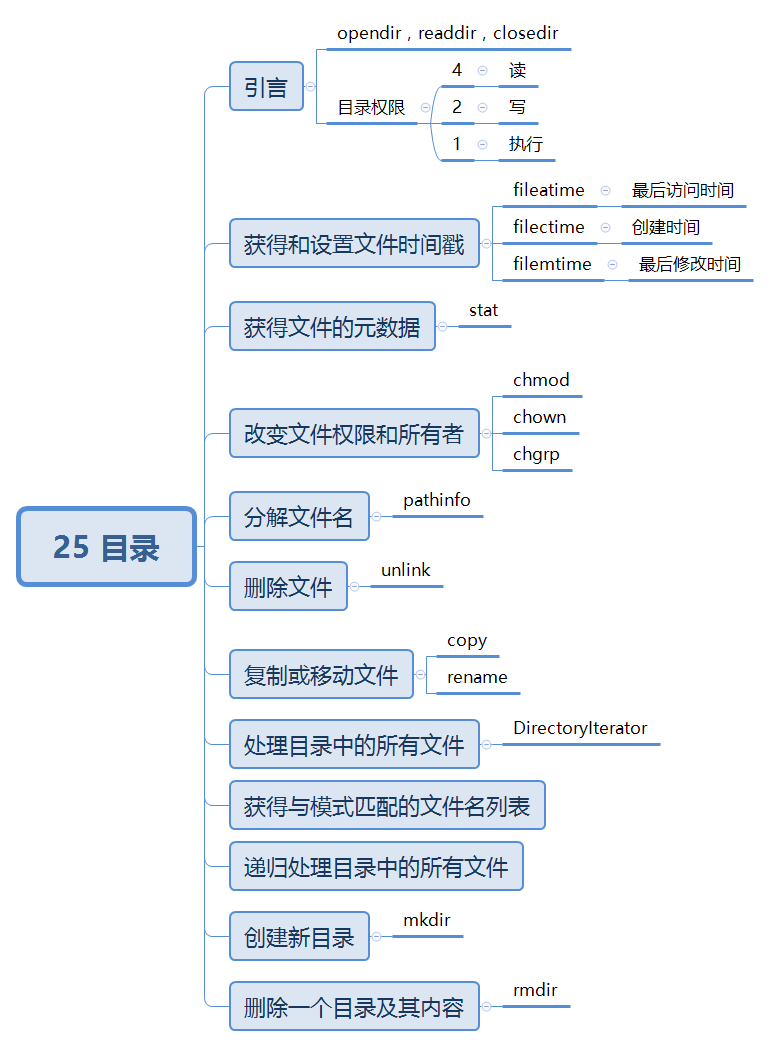 25 目录
引言
opendir，readdir，closedir
目录权限
4 读
2 写
1 执行
获得和设置文件时间戳
fileatime 最后访问时间
filectime 创建时间
filemtime 最后修改时间
获得文件的元数据
stat
改变文件权限和所有者
chmod
chown
chgrp
分解文件名
pathinfo
删除文件
unlink
复制或移动文件
copy
rename
处理目录中的所有文件
DirectoryIterator
获得与模式匹配的文件名列表
递归处理目录中的所有文件
创建新目录
mkdir
删除一个目录及其内容
rmdir